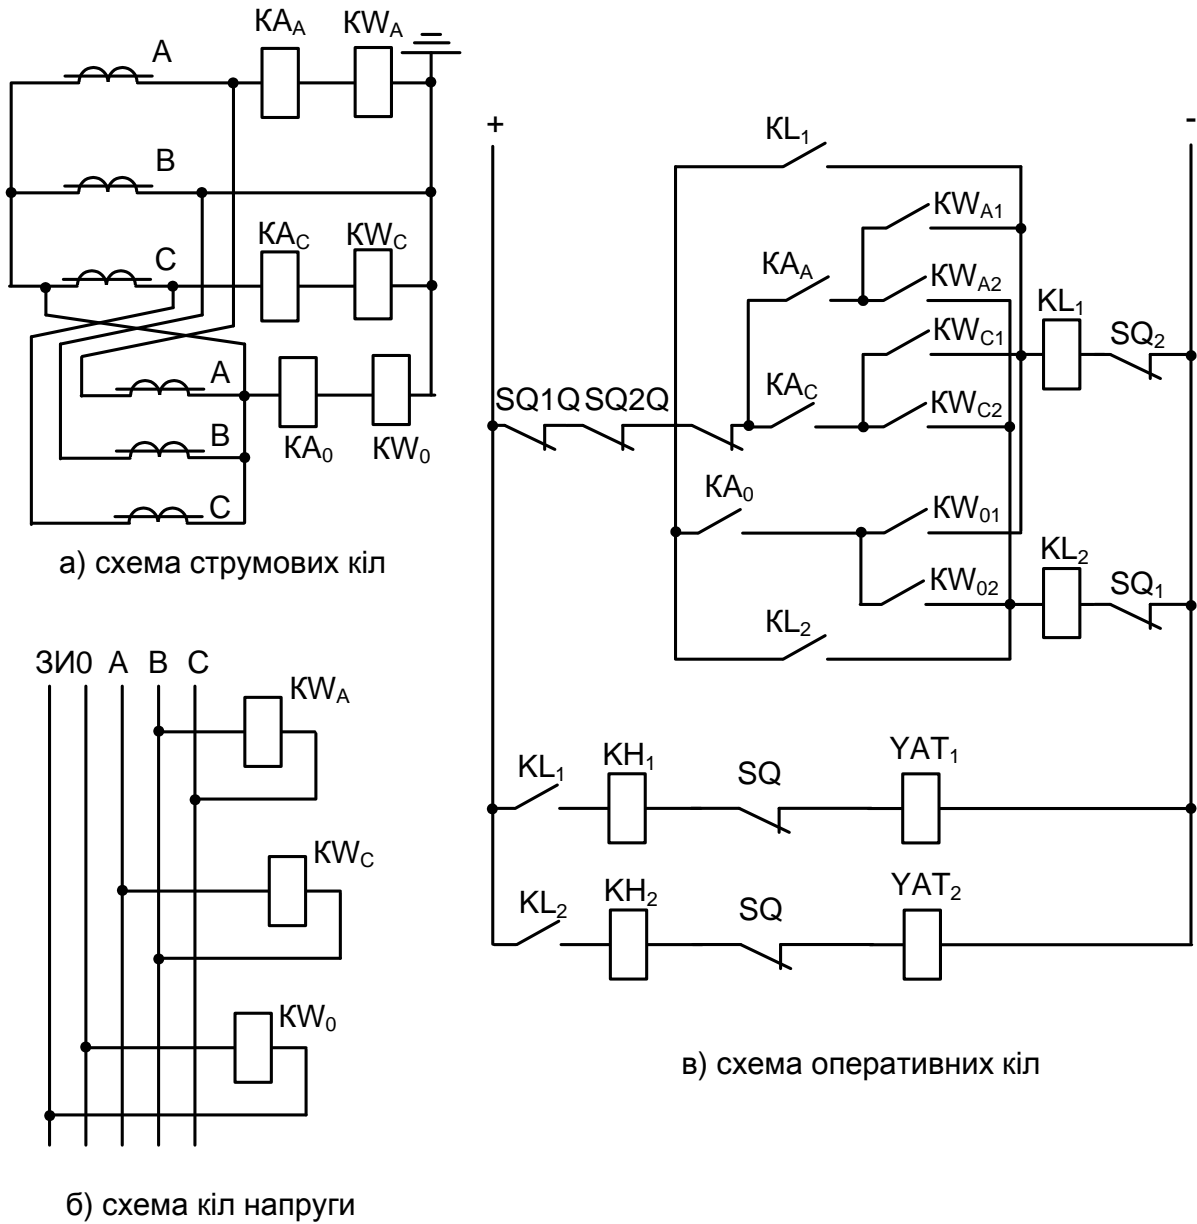 A KA_A KW_A
B
C KA_C KW_C
A KA_0 KW_0
B
C
а) схема струмових кіл
ЗИ0 A B C
KW_A
KW_C
KW_0
б) схема кіл напруги
+ -
KL_1
KW_A1
KA_A KW_A2
KW_C1 KL_1 SQ_2
SQ1Q SQ2Q KA_C KW_C2
KA_0 KW_01
KW_02 KL_2 SQ_1
KL_2
KL_1 KH_1 SQ YAT_1
KL_2 KH_2 SQ YAT_2
в) схема оперативних кіл